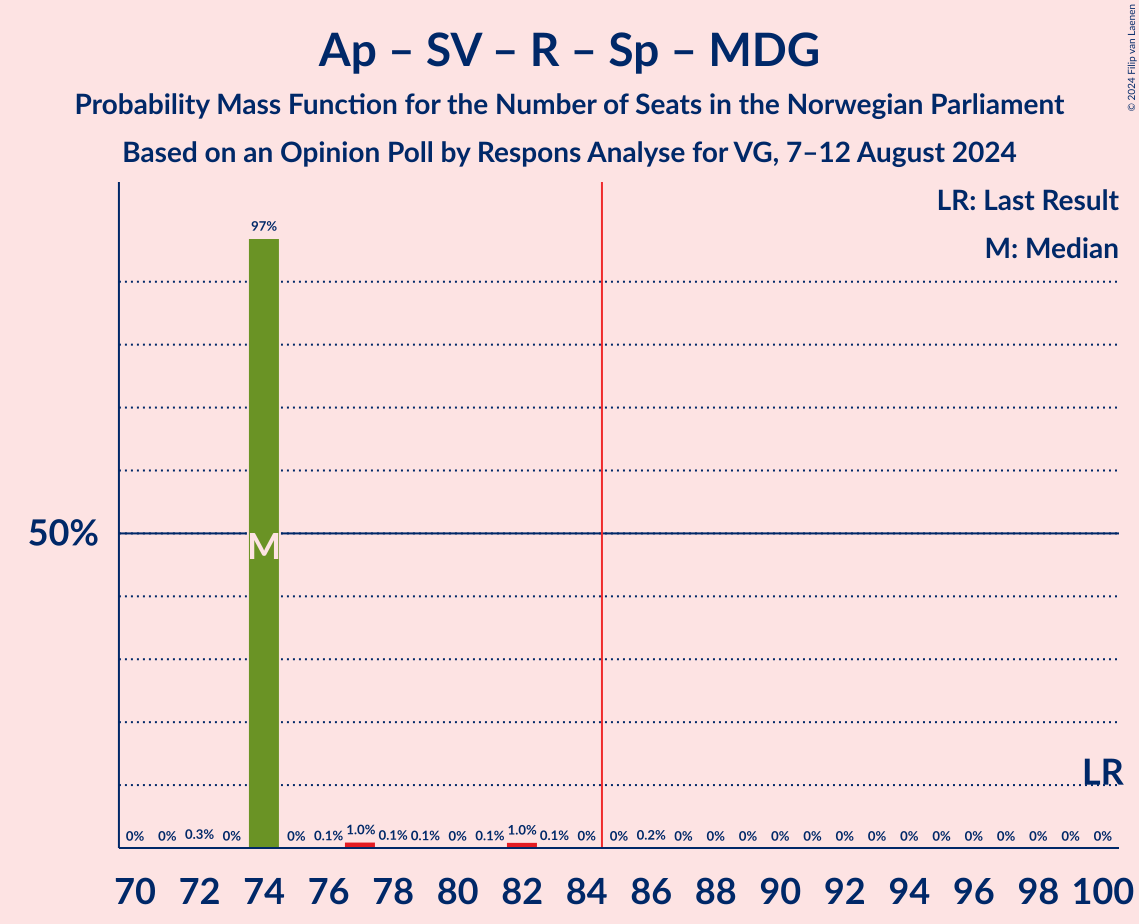 Ap – SV – R – Sp – MDG
Probability Mass Function for the Number of Seats in the Norwegian Parliament
Based on an Opinion Poll by Respons Analyse for VG, 7–12 August 2024
© 2024 Filip van Laenen
LR: Last Result
M: Median
97%
50%
M
LR
0% 0% 0.3% 0% 0% 0.1% 1.0% 0.1% 0.1% 0% 0.1% 1.0% 0.1% 0% 0% 0.2% 0% 0% 0% 0% 0% 0% 0% 0% 0% 0% 0% 0% 0% 0%
70 72 74 76 78 80 82 84 86 88 90 92 94 96 98 100